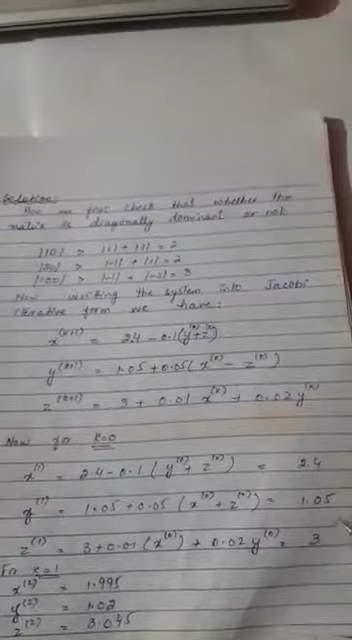 Solution:
we first check that whether the
matrix is diagonally dominant or not
|10| > |1| + |1| = 2
|20| > |-1| + |1| = 2
|100| > |-1| + |-2| = 3
Now writing the system into Jacobi
iterative form we have:
x^(k+1) = 2.4 - 0.1(y^(k) + z^(k))
y^(k+1) = 1.05 + 0.05(x^(k) - z^(k))
z^(k+1) = 3 + 0.01 x^(k) + 0.02 y^(k)
Now for k=0
x^(1) = 2.4 - 0.1 ( y^(0) + z^(0) ) = 2.4
y^(1) = 1.05 + 0.05 (x^(0) + z^(0)) = 1.05
z^(1) = 3 + 0.01 (x^(0)) + 0.02 y^(0) = 3
For k=1
x^(2) = 1.995
y^(2) = 1.02
z^(2) = 3.045